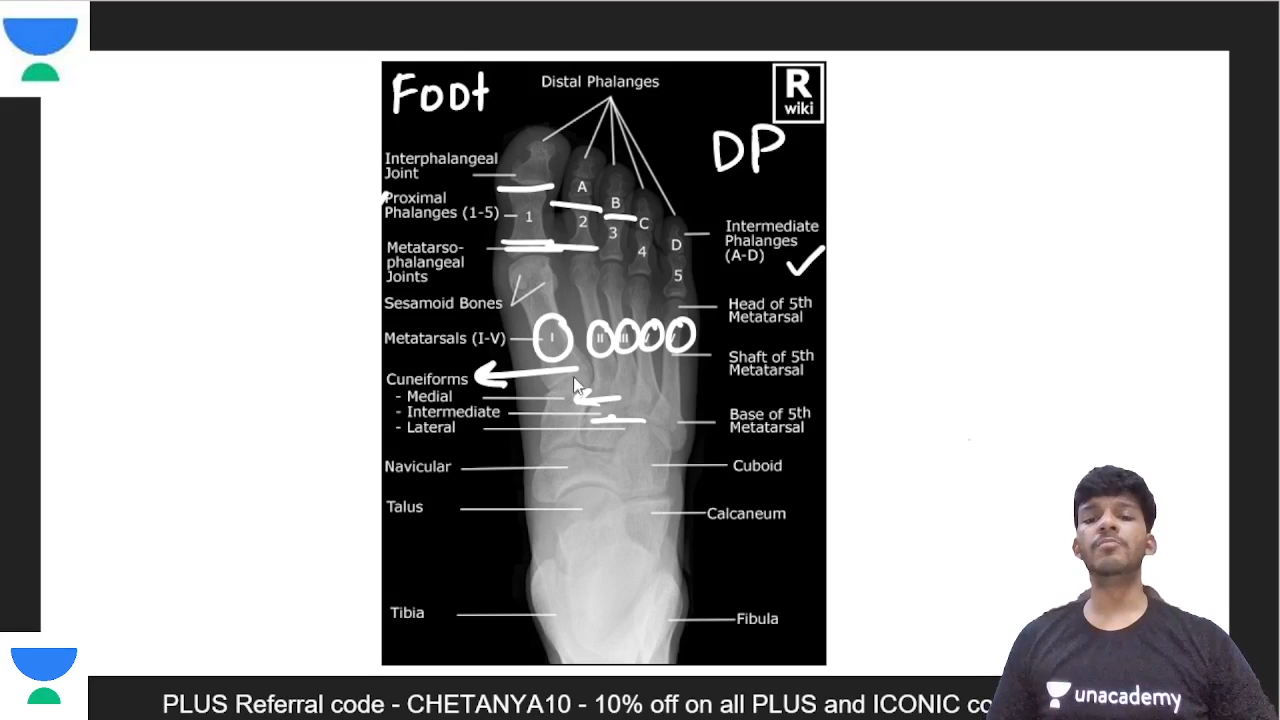 Foot
Distal Phalanges
R
wiki
DP
Interphalangeal
Joint
Proximal
Phalanges (1-5)
Metatarso-
phalangeal
Joints
Sesamoid Bones
Metatarsals (I-V)
Cuneiforms
- Medial
- Intermediate
- Lateral
Navicular
Talus
Tibia
A
B
C
D
1
2
3
4
5
I
II
III
Intermediate
Phalanges
(A-D)
Head of 5th
Metatarsal
Shaft of 5th
Metatarsal
Base of 5th
Metatarsal
Cuboid
Calcaneum
Fibula
unacademy
PLUS Referral code - CHETANYA10 - 10% off on all PLUS and ICONIC